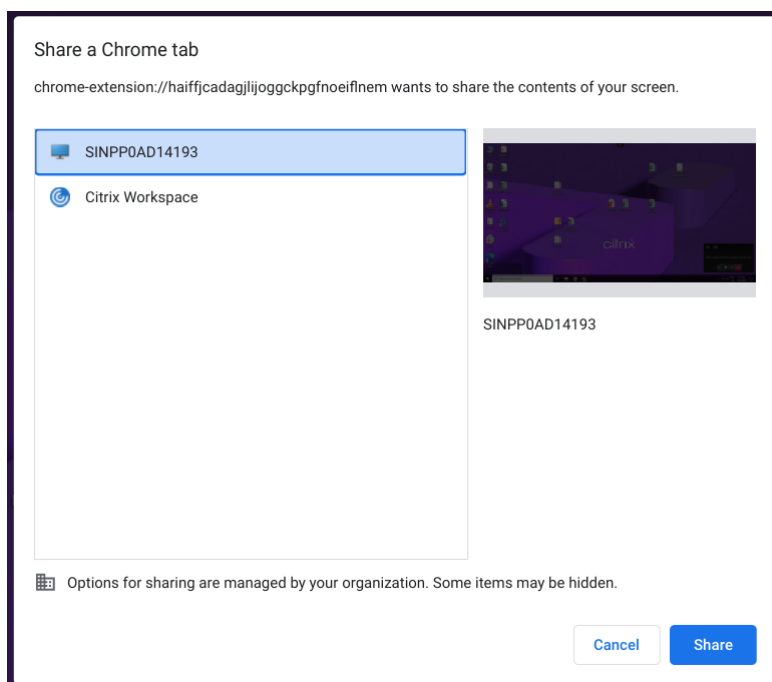 Share a Chrome tab
chrome-extension://haiffjcadagjlijoggckpgfnoeiflnem wants to share the contents of your screen.
SINPP0AD14193
Citrix Workspace
citrix
SINPP0AD14193
Options for sharing are managed by your organization. Some items may be hidden.
Cancel
Share